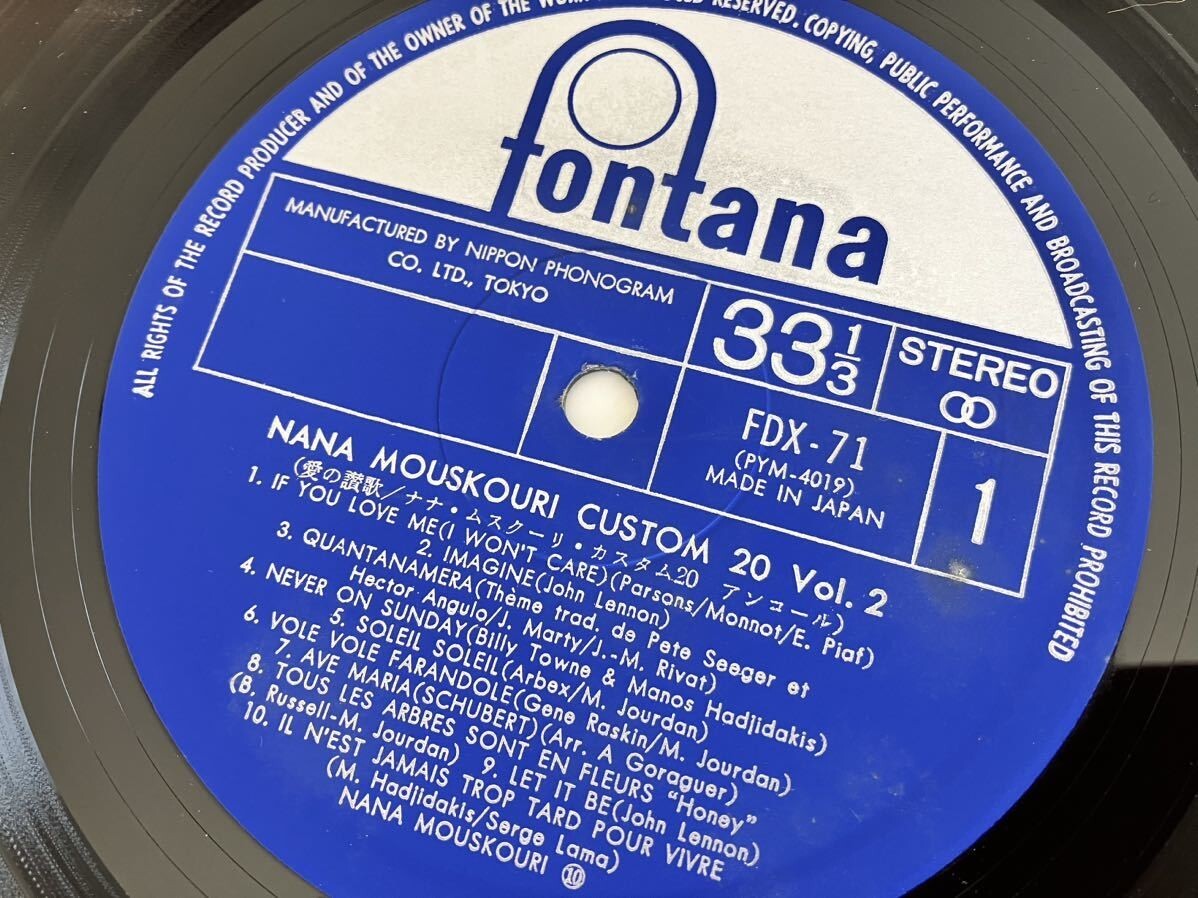 ALL RIGHTS OF THE RECORD PRODUCER AND OF THE OWNER OF THE RESERVED. COPYING, PUBLIC PERFORMANCE AND BROADCASTING OF THIS RECORD PROHIBITED
fontana
MANUFACTURED BY NIPPON PHONOGRAM
CO. LTD., TOKYO
33 1/3
STEREO
FDX-71
(PYM-4019)
MADE IN JAPAN
1
NANA MOUSKOURI CUSTOM 20 Vol. 2
(愛の讃歌/ナナ・ムスクーリ・カスタム20 アンコール)
1. IF YOU LOVE ME(I WON'T CARE)(Parsons/Monnot/E. Piaf)
2. IMAGINE(John Lennon)
3. QUANTANAMERA(Thème trad. de Pete Seeger et
Hector Angulo/J. Marty/J.-M. Rivat)
4. NEVER ON SUNDAY(Billy Towne & Manos Hadjidakis)
5. SOLEIL SOLEIL(Arbex/M. Jourdan)
6. VOLE VOLE FARANDOLE(Gene Raskin/M. Jourdan)
7. AVE MARIA(SCHUBERT)(Arr. A Goraguer)
8. TOUS LES ARBRES SONT EN FLEURS "Honey"
(B. Russell-M. Jourdan) 9. LET IT BE(John Lennon)
10. IL N'EST JAMAIS TROP TARD POUR VIVRE
(M. Hadjidakis/Serge Lama)
NANA MOUSKOURI ⑩